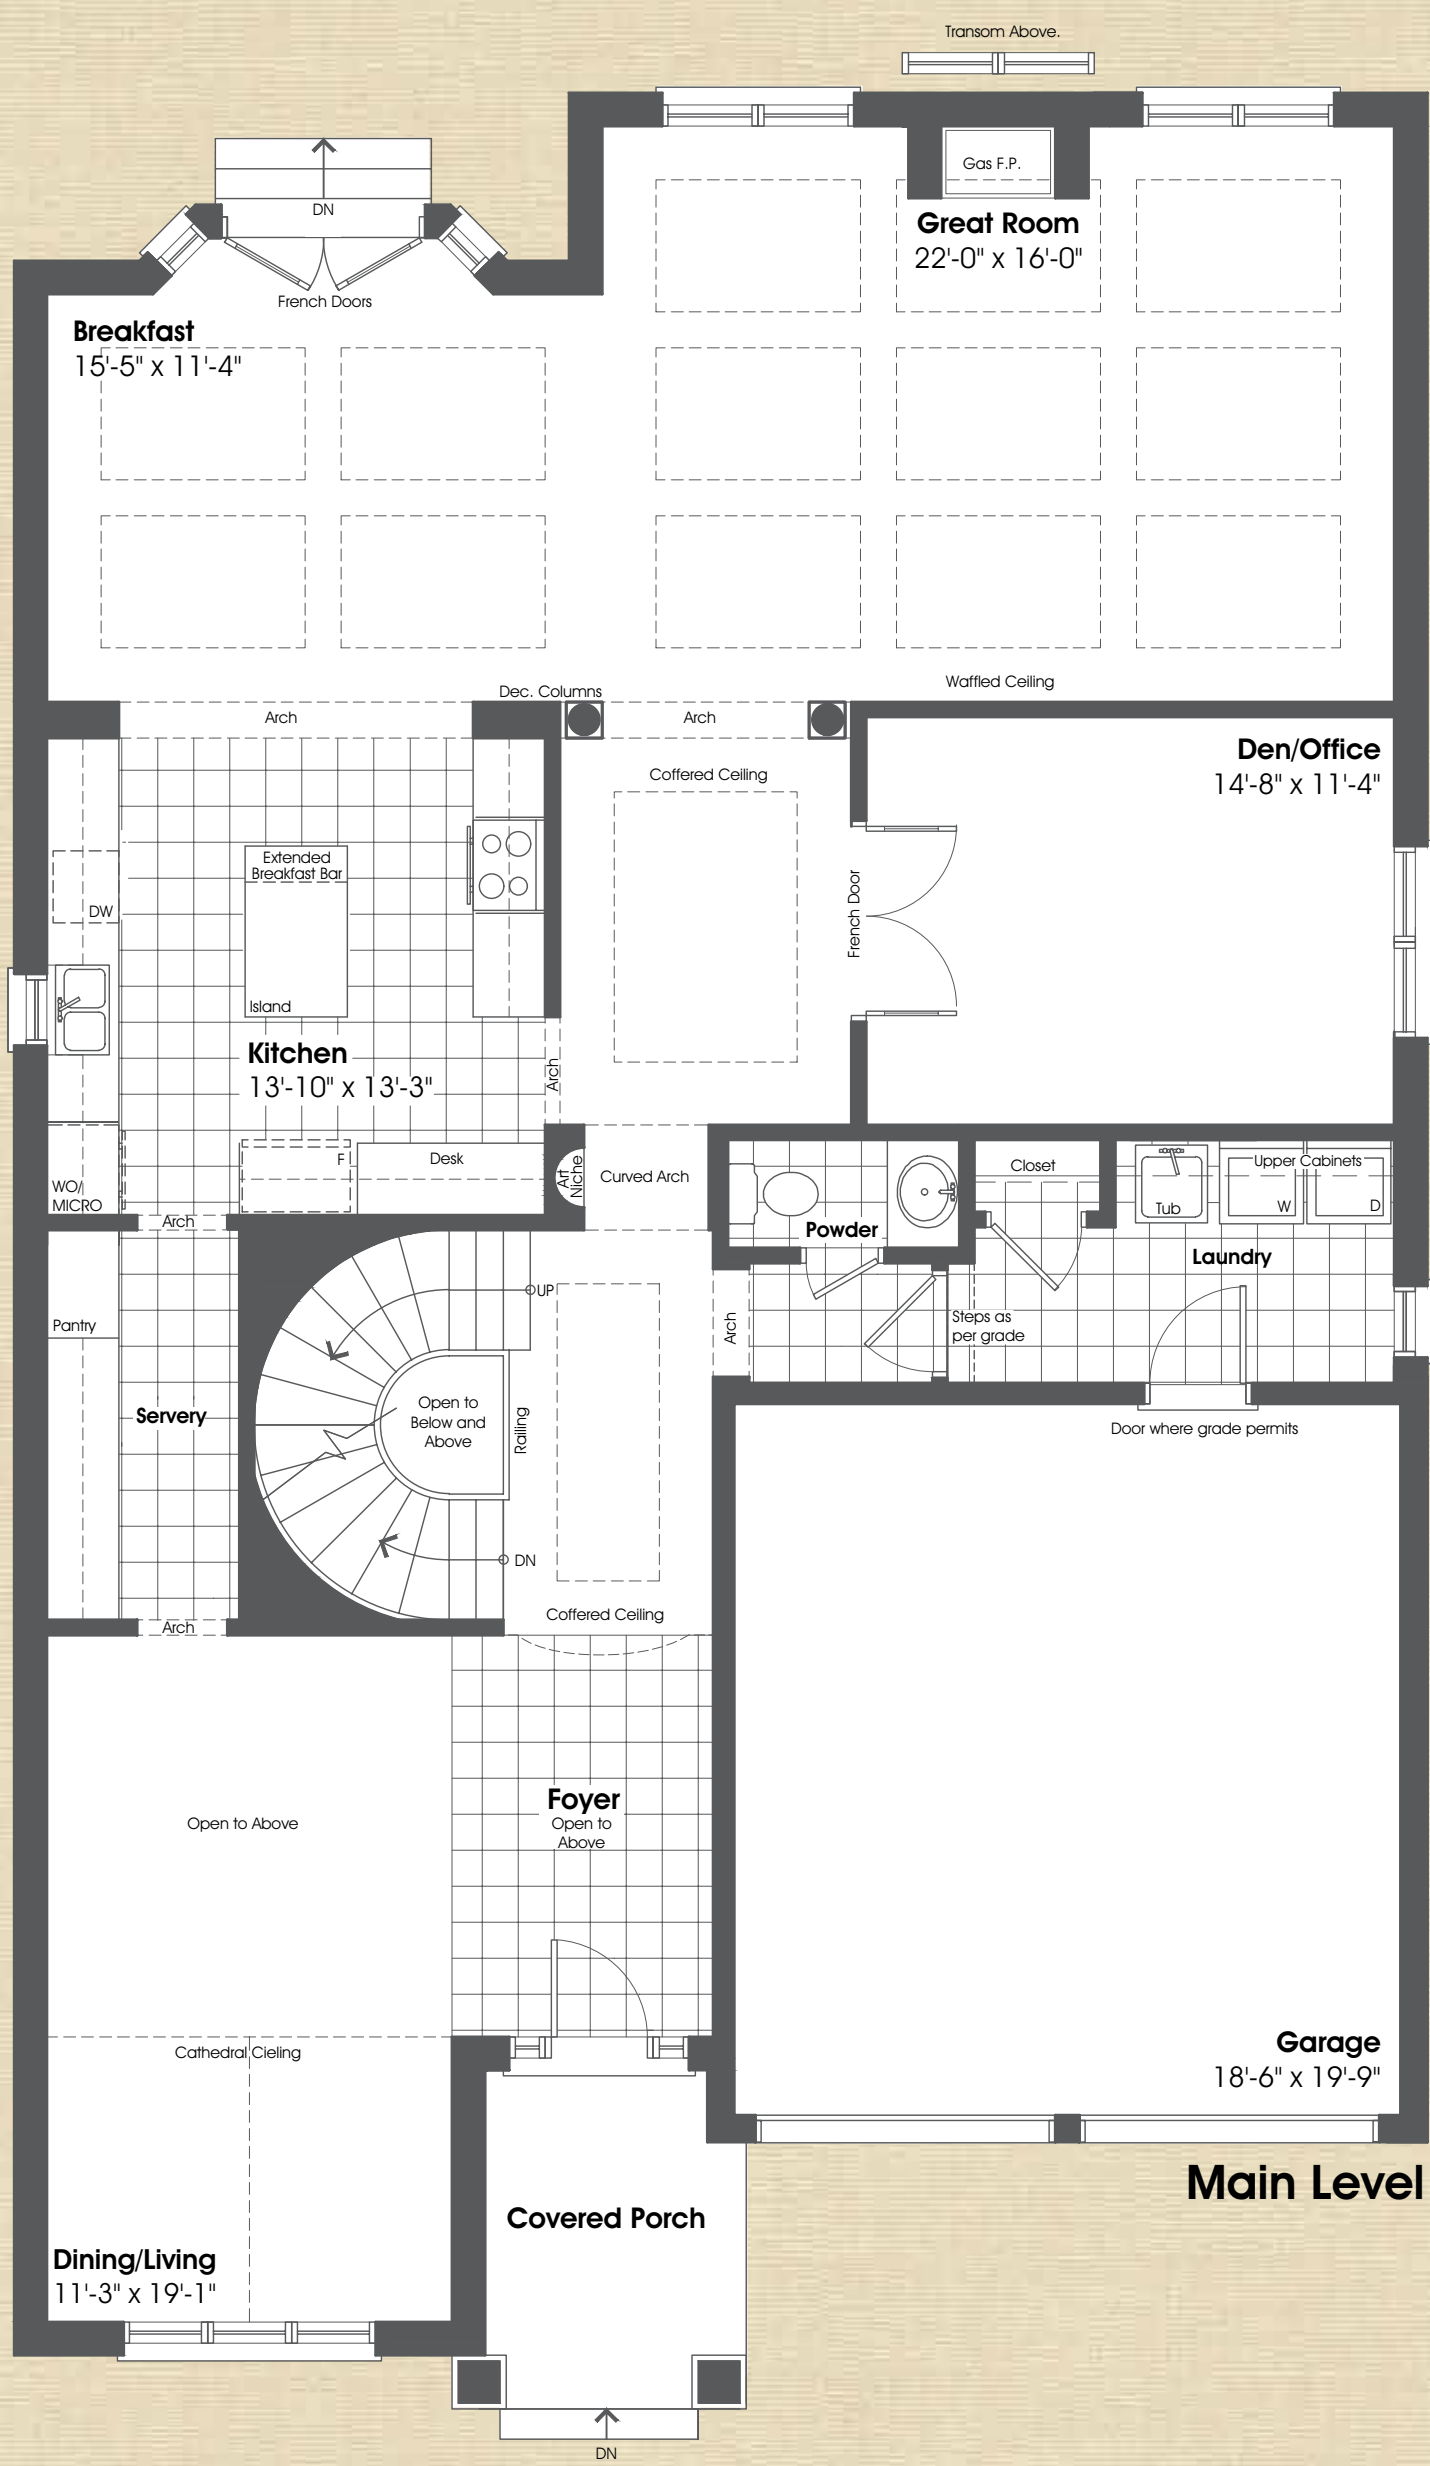 Transom Above.
Gas F.P.
DN
Great Room
22'-0" x 16'-0"
French Doors
Breakfast
15'-5" x 11'-4"
Waffled Ceiling
Dec. Columns
Arch
Arch
Den/Office
14'-8" x 11'-4"
Coffered Ceiling
Extended
Breakfast Bar
DW
French Door
Island
Kitchen
13'-10" x 13'-3"
Arch
F
Desk
Art
Niche
Curved Arch
Closet
Upper Cabinets
Tub
W
D
WO/
MICRO
Arch
Powder
Laundry
UP
Pantry
Arch
Steps as
per grade
Servery
Open to
Below and
Above
Railing
Door where grade permits
DN
Coffered Ceiling
Arch
Foyer
Open to
Above
Open to Above
Cathedral Cieling
Garage
18'-6" x 19'-9"
Main Level
Covered Porch
Dining/Living
11'-3" x 19'-1"
DN